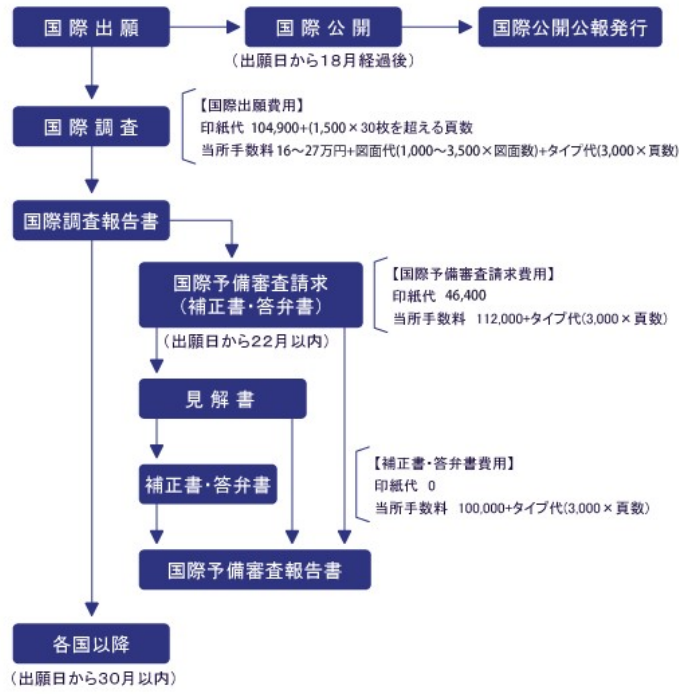 国際出願
国際公開
国際公開公報発行
(出願日から18月経過後)
【国際出願費用】
印紙代 104,900+(1,500×30枚を超える頁数
当所手数料16〜27万円+図面代(1,000〜3,500×図面数)+タイプ代(3,000×頁数)
国際調査
国際調査報告書
国際予備審査請求
(補正書・答弁書)
【国際予備審査請求費用】
印紙代 46,400
当所手数料 112,000+タイプ代(3,000×頁数)
(出願日から22月以内)
見解書
補正書・答弁書
【補正書・答弁書費用】
印紙代 0
当所手数料 100,000+タイプ代(3,000×頁数)
国際予備審査報告書
各国以降
(出願日から30月以内)